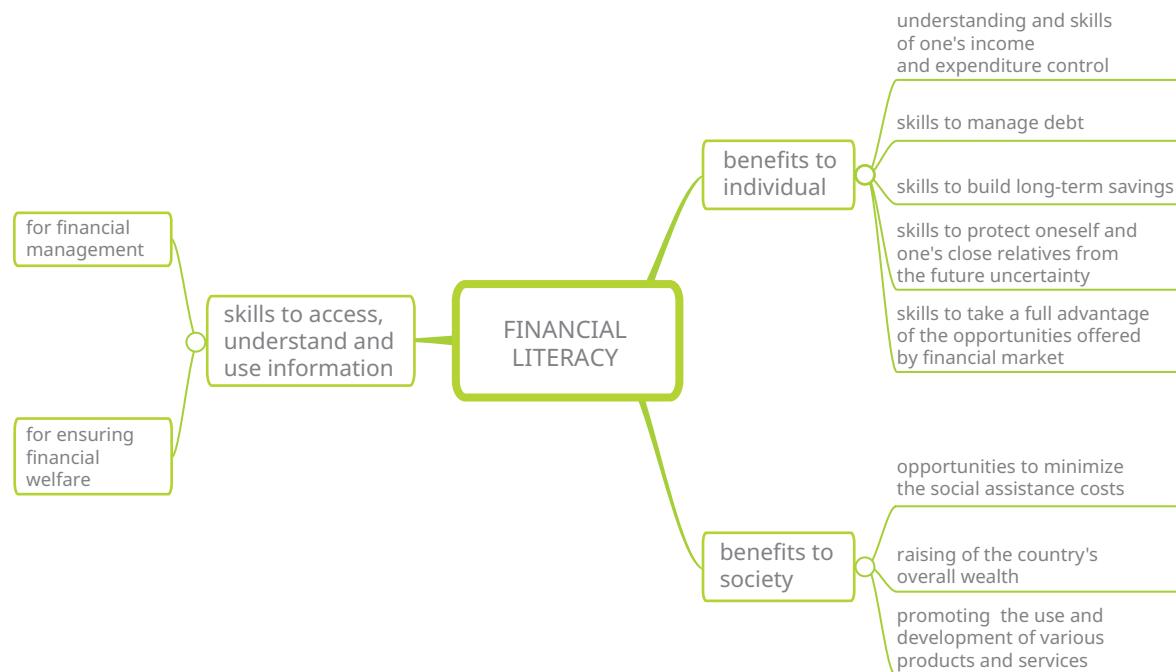 FINANCIAL
LITERACY
skills to access,
understand and
use information
for financial
management
for ensuring
financial
welfare
benefits to
individual
understanding and skills
of one's income
and expenditure control
skills to manage debt
skills to build long-term savings
skills to protect oneself and
one's close relatives from
the future uncertainty
skills to take a full advantage
of the opportunities offered
by financial market
benefits to
society
opportunities to minimize
the social assistance costs
raising of the country's
overall wealth
promoting  the use and
development of various
products and services